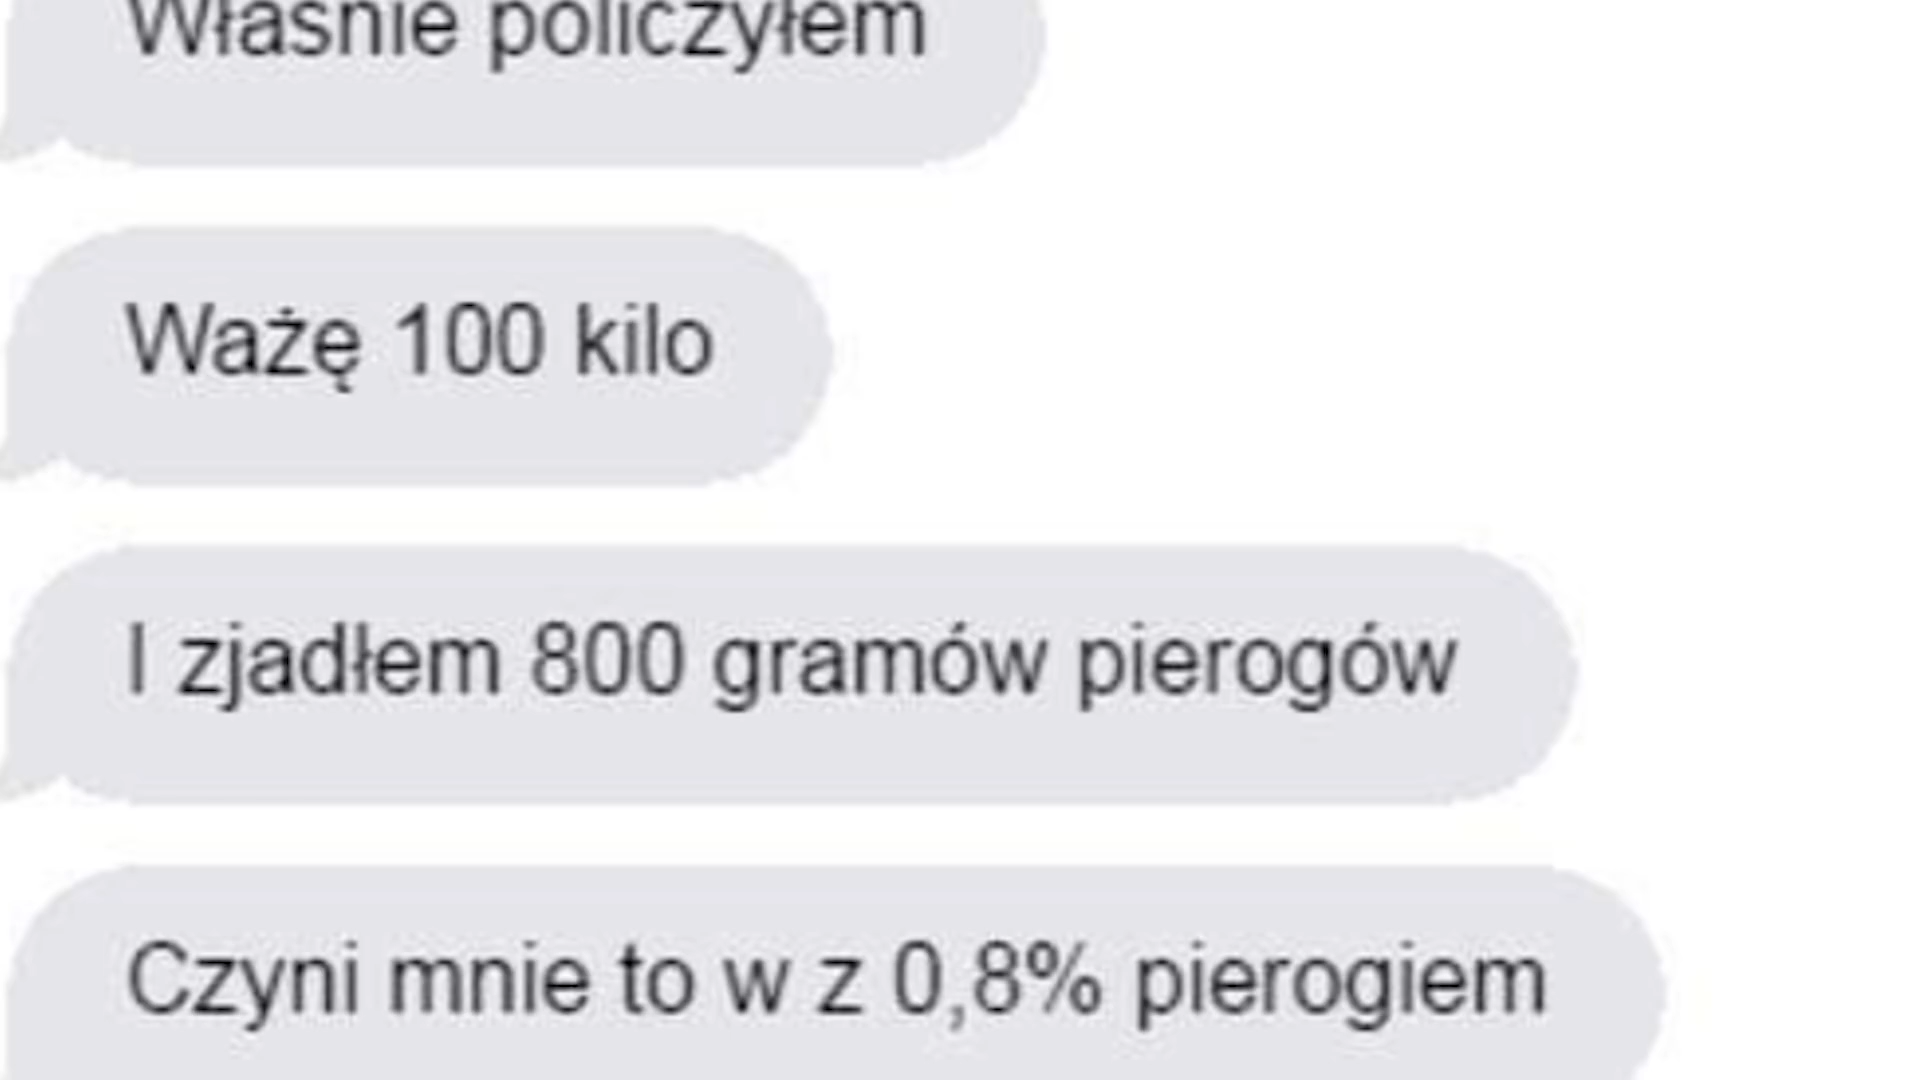 Właśnie policzyłem
Ważę 100 kilo
I zjadłem 800 gramów pierogów
Czyni mnie to w z 0,8% pierogiem